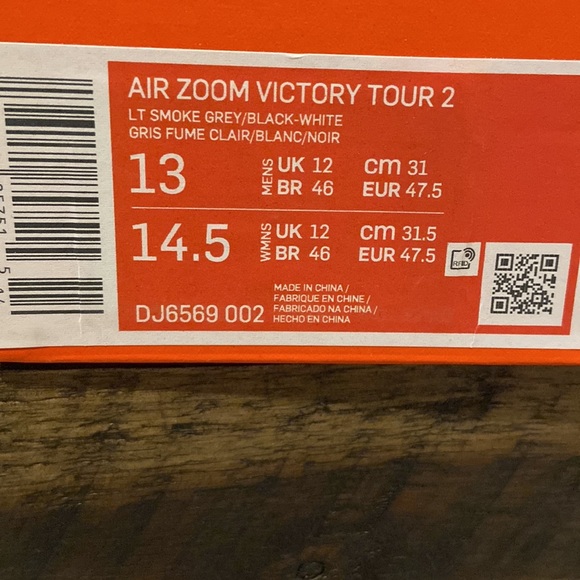 AIR ZOOM VICTORY TOUR 2
LT SMOKE GREY/BLACK-WHITE
GRIS FUME CLAIR/BLANC/NOIR
13 MENS UK 12 cm 31
BR 46 EUR 47.5
14.5 WMNS UK 12 cm 31.5
BR 46 EUR 47.5
RFID
DJ6569 002
MADE IN CHINA /
FABRIQUE EN CHINE /
FABRICADO NA CHINA /
HECHO EN CHINA